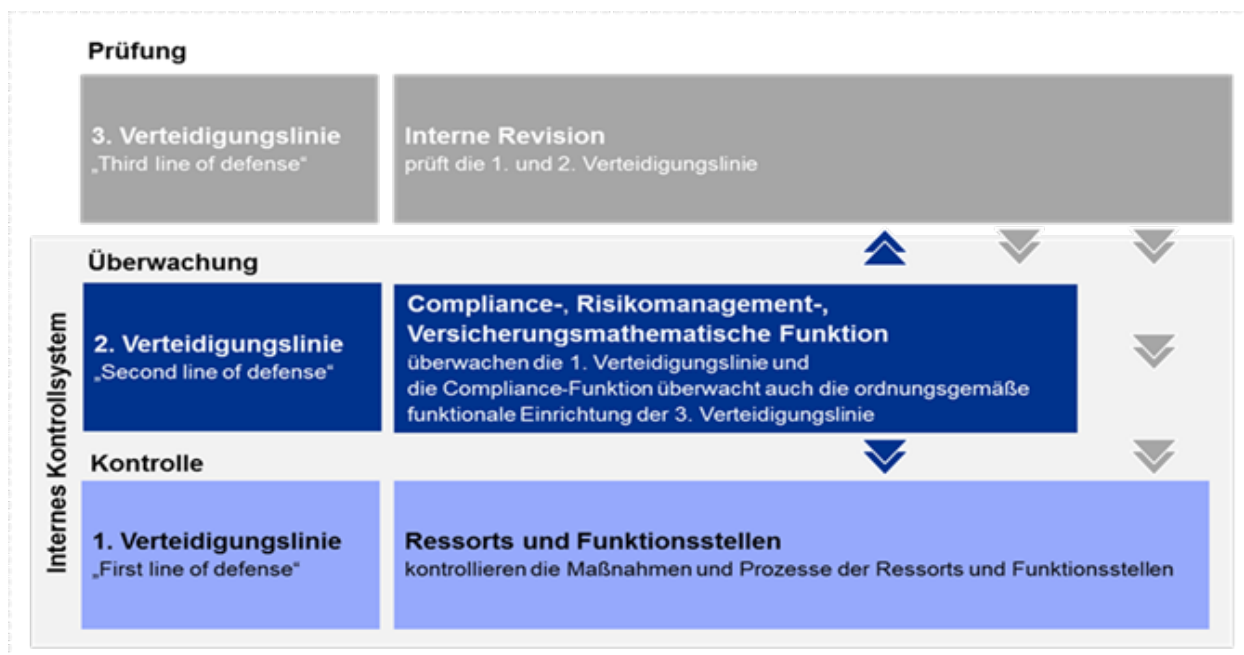 Prüfung
3. Verteidigungslinie
„Third line of defense“
Interne Revision
prüft die 1. und 2. Verteidigungslinie
Internes Kontrollsystem
Überwachung
2. Verteidigungslinie
„Second line of defense“
Compliance-, Risikomanagement-,
Versicherungsmathematische Funktion
überwachen die 1. Verteidigungslinie und
die Compliance-Funktion überwacht auch die ordnungsgemäße
funktionale Einrichtung der 3. Verteidigungslinie
Kontrolle
1. Verteidigungslinie
„First line of defense“
Ressorts und Funktionsstellen
kontrollieren die Maßnahmen und Prozesse der Ressorts und Funktionsstellen